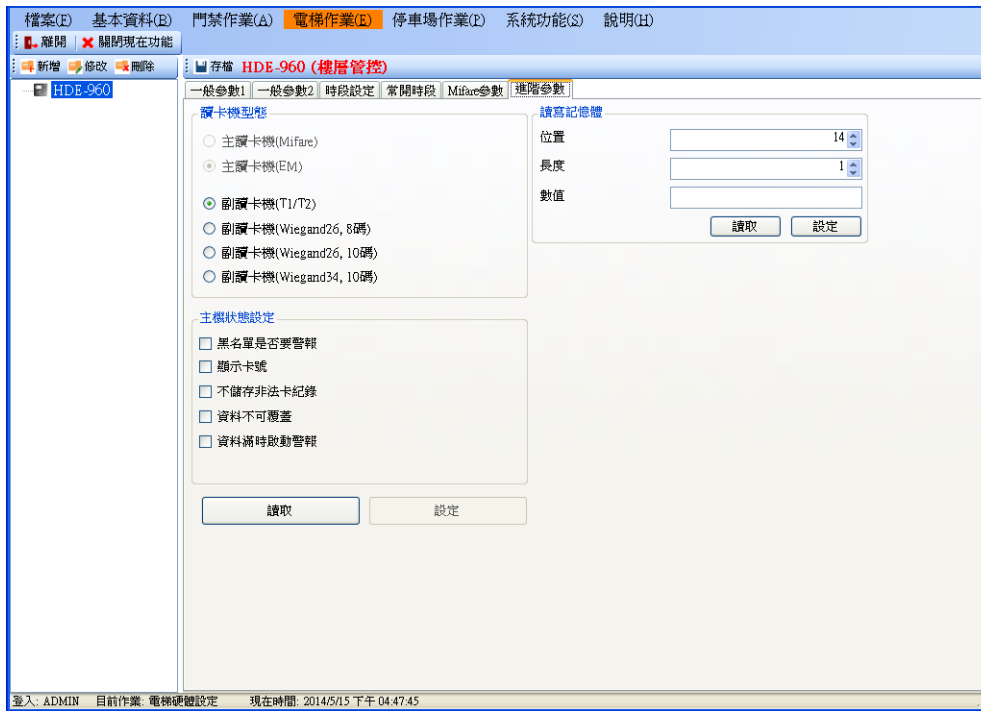 檔案(F) 基本資料(B) 門禁作業(A) 電梯作業(E) 停車場作業(P) 系統功能(S) 說明(H)
離開 關閉現在功能
新增 修改 刪除 存檔 HDE-960 (樓層管控)
HDE-960
一般參數1 一般參數2 時段設定 常開時段 Mifare參數 進階參數
讀卡機型態
主讀卡機(Mifare)
主讀卡機(EM)
副讀卡機(T1/T2)
副讀卡機(Wiegand26, 8碼)
副讀卡機(Wiegand26, 10碼)
副讀卡機(Wiegand34, 10碼)
主機狀態設定
黑名單是否要警報
顯示卡號
不儲存非法卡紀錄
資料不可覆蓋
資料滿時啟動警報
讀取 設定
讀寫記憶體
位置 14
長度 1
數值
讀取 設定
登入: ADMIN 目前作業: 電梯硬體設定 現在時間: 2014/5/15 下午 04:47:45